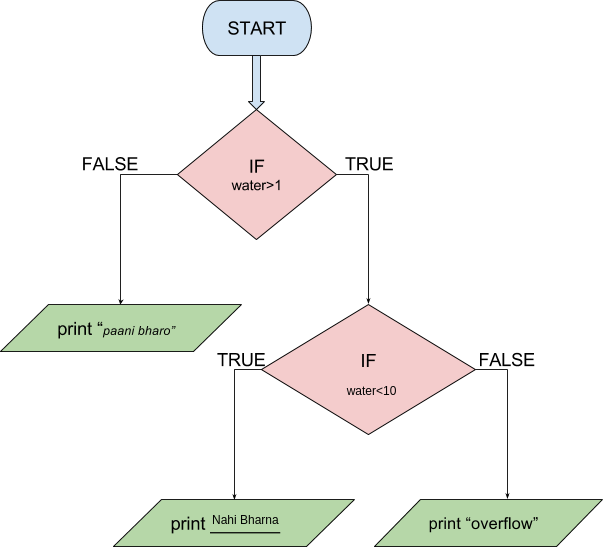 START
IF
water>1
FALSE
TRUE
print “paani bharo”
IF
water<10
TRUE
FALSE
print Nahi Bharna
print “overflow”